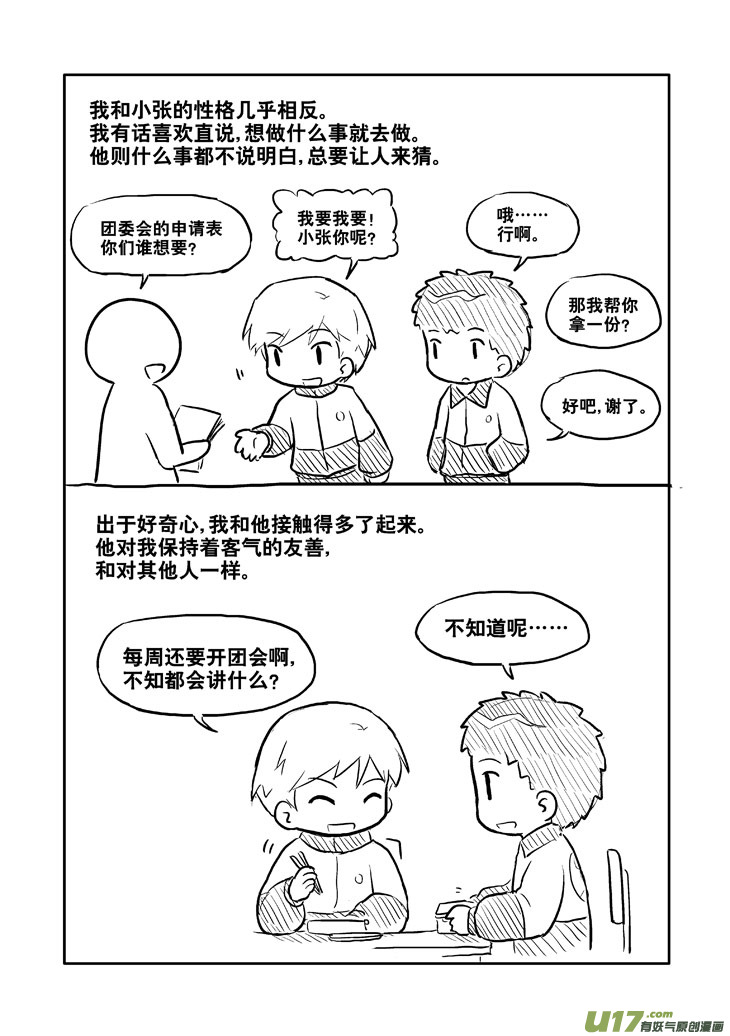 我和小张的性格几乎相反。
我有话喜欢直说,想做什么事就去做。
他则什么事都不说明白,总要让人来猜。
团委会的申请表
你们谁想要?
我要我要!
小张你呢?
哦……
行啊。
那我帮你
拿一份?
好吧,谢了。
出于好奇心,我和他接触得多了起来。
他对我保持着客气的友善,
和对其他人一样。
每周还要开团会啊,
不知都会讲什么?
不知道呢……
U17.com
有妖气原创漫画